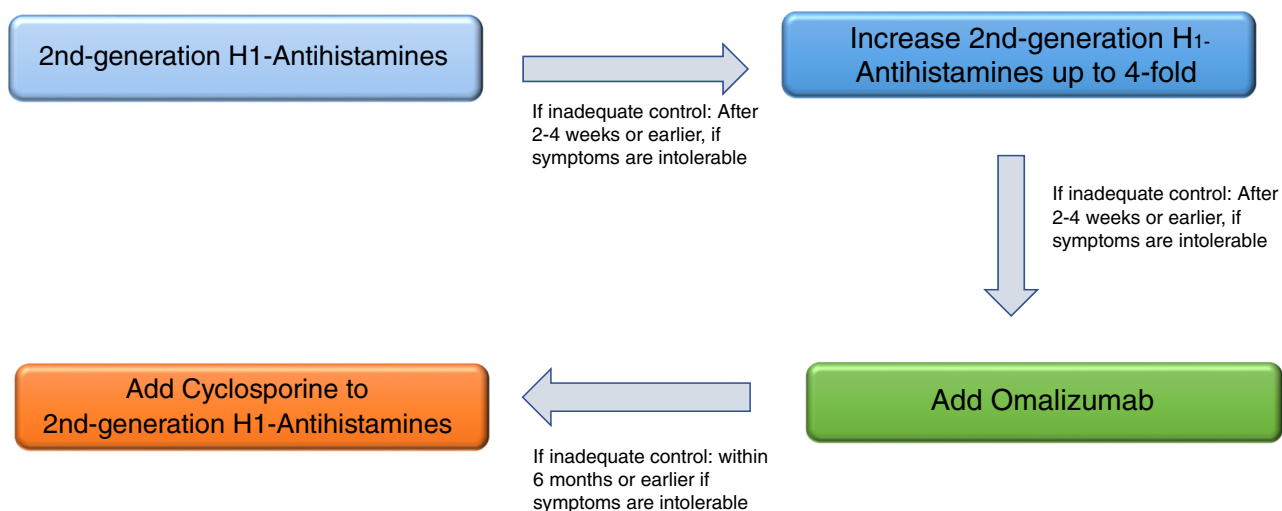 2nd-generation H1-Antihistamines
If inadequate control: After
2-4 weeks or earlier, if
symptoms are intolerable
Increase 2nd-generation H1-
Antihistamines up to 4-fold
If inadequate control: After
2-4 weeks or earlier, if
symptoms are intolerable
Add Omalizumab
If inadequate control: within
6 months or earlier if
symptoms are intolerable
Add Cyclosporine to
2nd-generation H1-Antihistamines